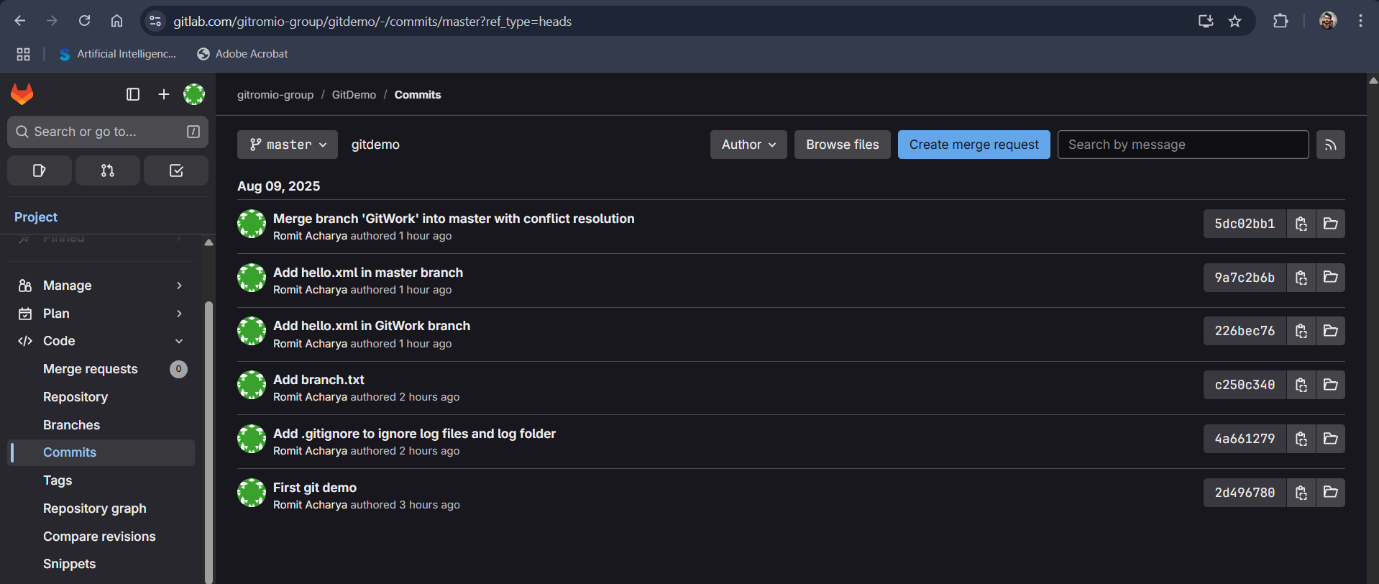 gitlab.com/gitromio-group/gitdemo/-/commits/master?ref_type=heads
Artificial Intelligenc...
Adobe Acrobat
gitromio-group / GitDemo / Commits
Search or go to...
/
master
gitdemo
Author
Browse files
Create merge request
Search by message
Project
Pinned
Manage
Plan
Code
Merge requests 0
Repository
Branches
Commits
Tags
Repository graph
Compare revisions
Snippets
Aug 09, 2025
Merge branch 'GitWork' into master with conflict resolution
Romit Acharya authored 1 hour ago
5dc02bb1
Add hello.xml in master branch
Romit Acharya authored 1 hour ago
9a7c2b6b
Add hello.xml in GitWork branch
Romit Acharya authored 1 hour ago
226bec76
Add branch.txt
Romit Acharya authored 2 hours ago
c250c340
Add .gitignore to ignore log files and log folder
Romit Acharya authored 2 hours ago
4a661279
First git demo
Romit Acharya authored 3 hours ago
2d496780